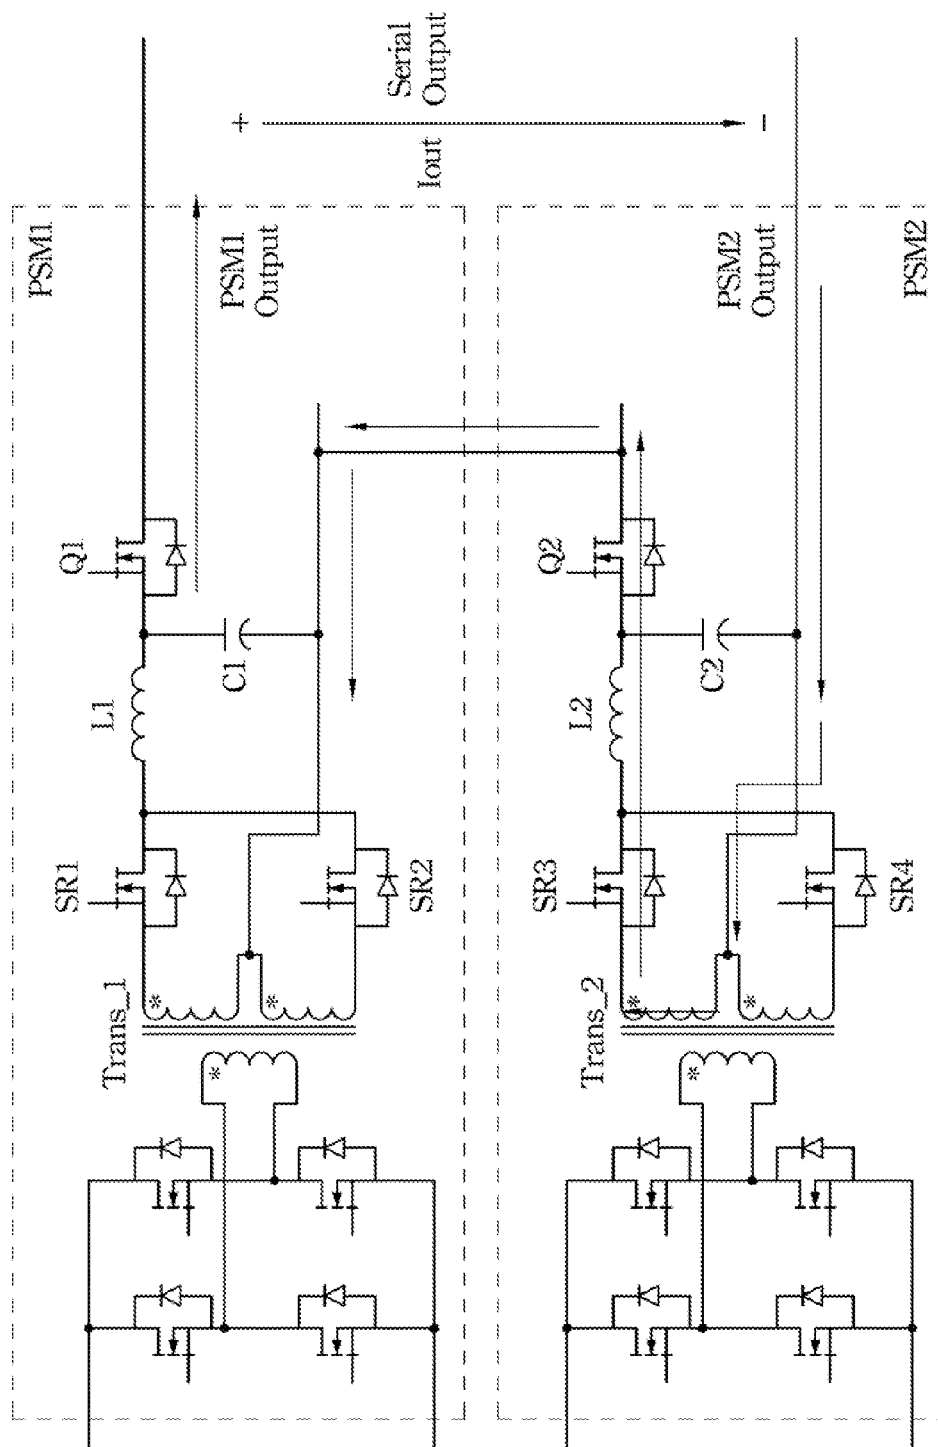 PSM1
SR1
Q1
L1
Trans_1
*
*
*
C1
PSM1
Output
+
SR2
Iout
Serial
Output
SR3
Q2
L2
Trans_2
*
*
*
C2
PSM2
Output
−
SR4
PSM2